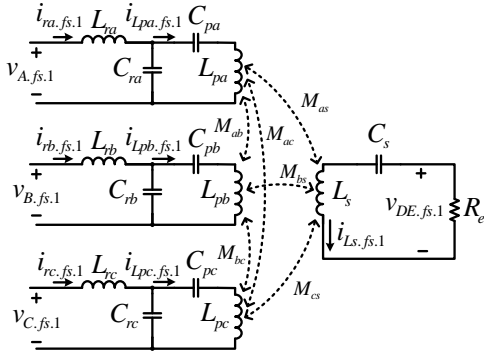 i_{ra.fs.1} L_{ra} i_{Lpa.fs.1} C_{pa}
+ v_{A.fs.1} − C_{ra} L_{pa}
M_{as}
M_{ab} M_{ac}
i_{rb.fs.1} L_{rb} i_{Lpb.fs.1} C_{pb}
+ v_{B.fs.1} − C_{rb} L_{pb}
M_{bs} L_s C_s
+ v_{DE.fs.1} − R_e
i_{Ls.fs.1}
M_{bc} M_{cs}
i_{rc.fs.1} L_{rc} i_{Lpc.fs.1} C_{pc}
+ v_{C.fs.1} − C_{rc} L_{pc}